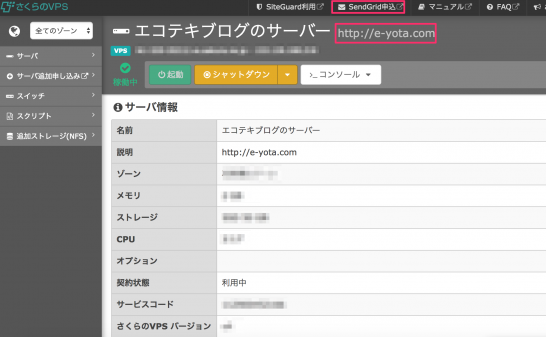 さくらのVPS
SiteGuard利用
SendGrid申込
マニュアル
FAQ
全てのゾーン
エコテキブログのサーバー http://e-yota.com
サーバ
サーバ追加申し込み
スイッチ
スクリプト
追加ストレージ(NFS)
VPS
稼働中
起動
シャットダウン
>_コンソール
サーバ情報
名前 エコテキブログのサーバー
説明 http://e-yota.com
ゾーン
メモリ
ストレージ
CPU
オプション
契約状態 利用中
サービスコード
さくらのVPS バージョン